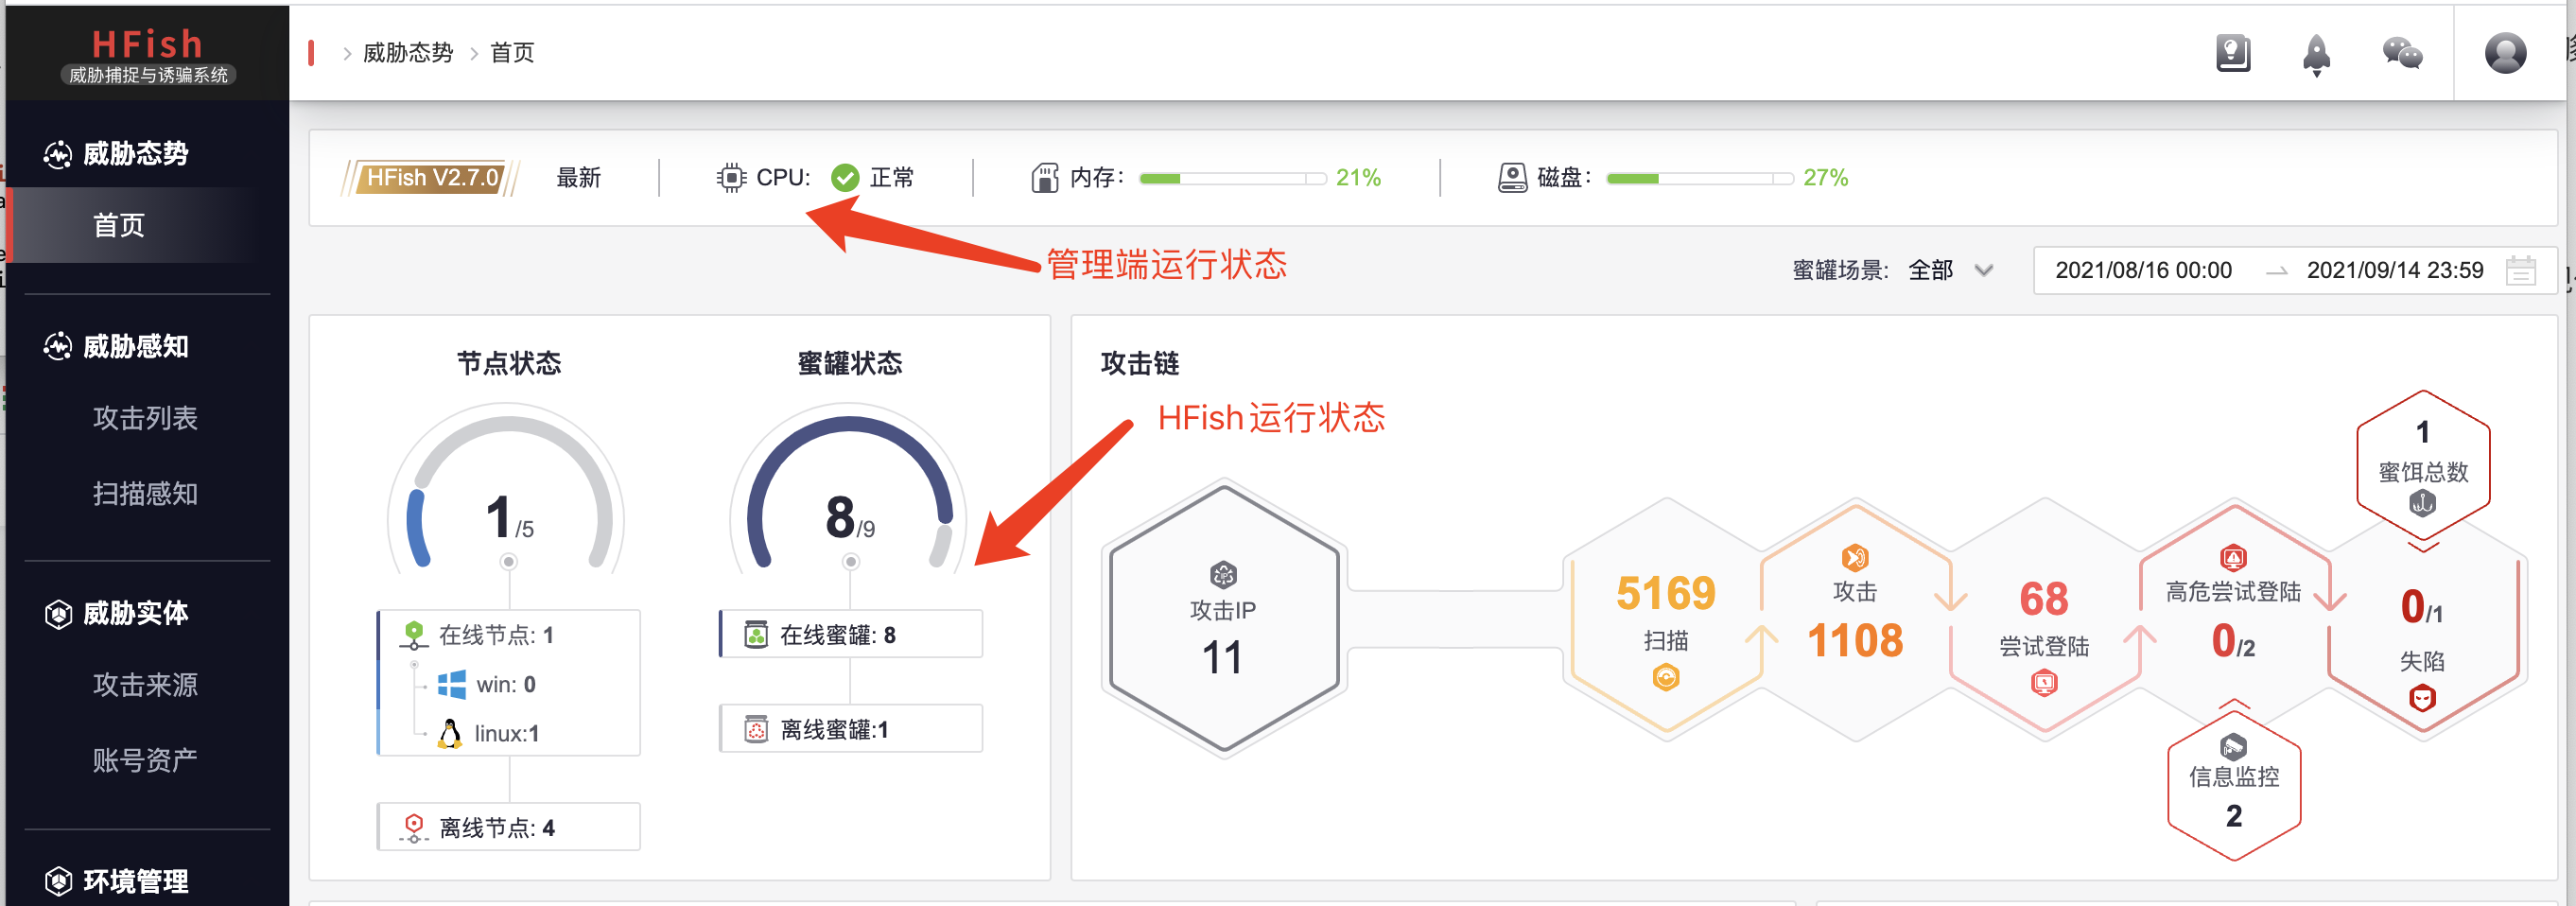 HFish
威胁捕捉与诱骗系统
威胁态势
首页
威胁感知
攻击列表
扫描感知
威胁实体
攻击来源
账号资产
环境管理
> 威胁态势 > 首页
HFish V2.7.0 最新 CPU: 正常 内存: 21% 磁盘: 27%
管理端运行状态
蜜罐场景: 全部 2021/08/16 00:00 → 2021/09/14 23:59
节点状态
1/5
在线节点: 1
win: 0
linux:1
离线节点: 4
蜜罐状态
8/9
在线蜜罐: 8
离线蜜罐:1
HFish运行状态
攻击链
攻击IP
11
5169
扫描
攻击
1108
68
尝试登陆
高危尝试登陆
0/2
信息监控
2
1
蜜饵总数
0/1
失陷